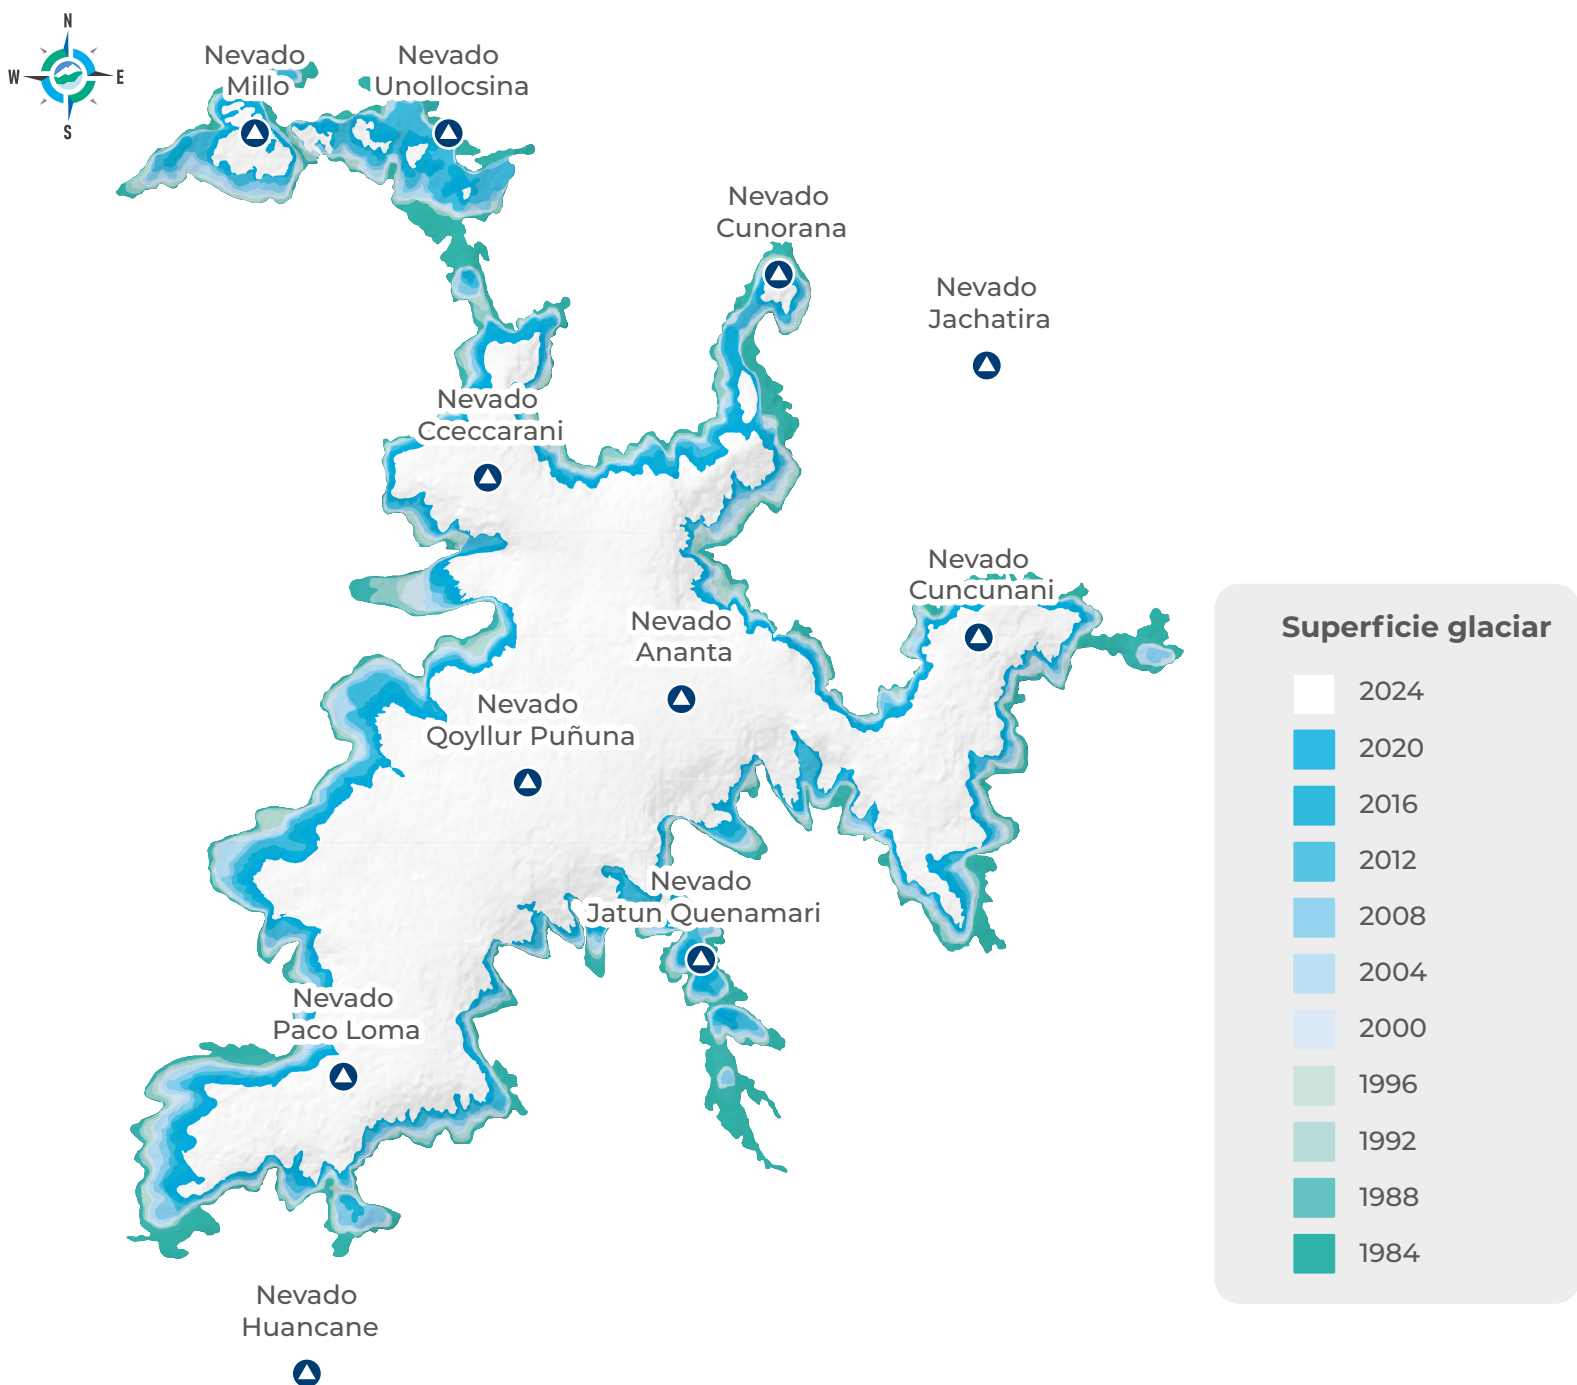 N
W
E
S
Nevado
Millo
Nevado
Unollocsina
Nevado
Cunorana
Nevado
Jachatira
Nevado
Cceccarani
Nevado
Cuncunani
Nevado
Ananta
Nevado
Qoyllur Puñuna
Nevado
Jatun Quenamari
Nevado
Paco Loma
Nevado
Huancane
Superficie glaciar
2024
2020
2016
2012
2008
2004
2000
1996
1992
1988
1984